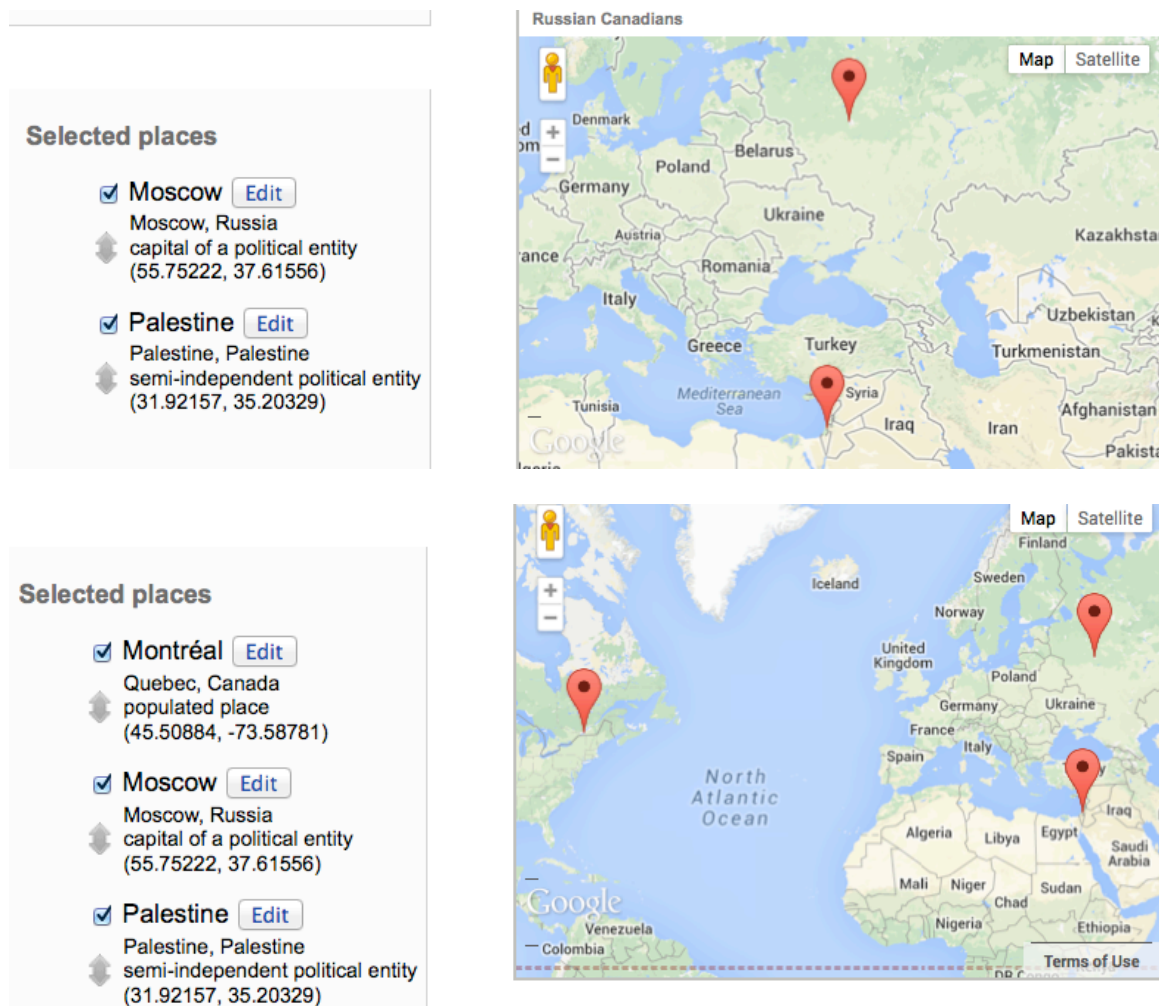 Russian Canadians
Selected places
Moscow Edit
Moscow, Russia
capital of a political entity
(55.75222, 37.61556)
Palestine Edit
Palestine, Palestine
semi-independent political entity
(31.92157, 35.20329)
Map Satellite
Denmark
Belarus
Poland
Germany
Ukraine
Austria
Romania
Italy
Greece
Turkey
Mediterranean
Sea
Tunisia
Syria
Iraq
Iran
Uzbekistan
Turkmenistan
Afghanistan
Google
Selected places
Montréal Edit
Quebec, Canada
populated place
(45.50884, -73.58781)
Moscow Edit
Moscow, Russia
capital of a political entity
(55.75222, 37.61556)
Palestine Edit
Palestine, Palestine
semi-independent political entity
(31.92157, 35.20329)
Map Satellite
Finland
Iceland
Sweden
Norway
United
Kingdom
Poland
Germany
Ukraine
France
Italy
Spain
North
Atlantic
Ocean
Iraq
Algeria
Libya
Egypt
Saudi
Arabia
Mali
Niger
Chad
Sudan
Nigeria
Ethiopia
Google
Venezuela
Colombia
Terms of Use